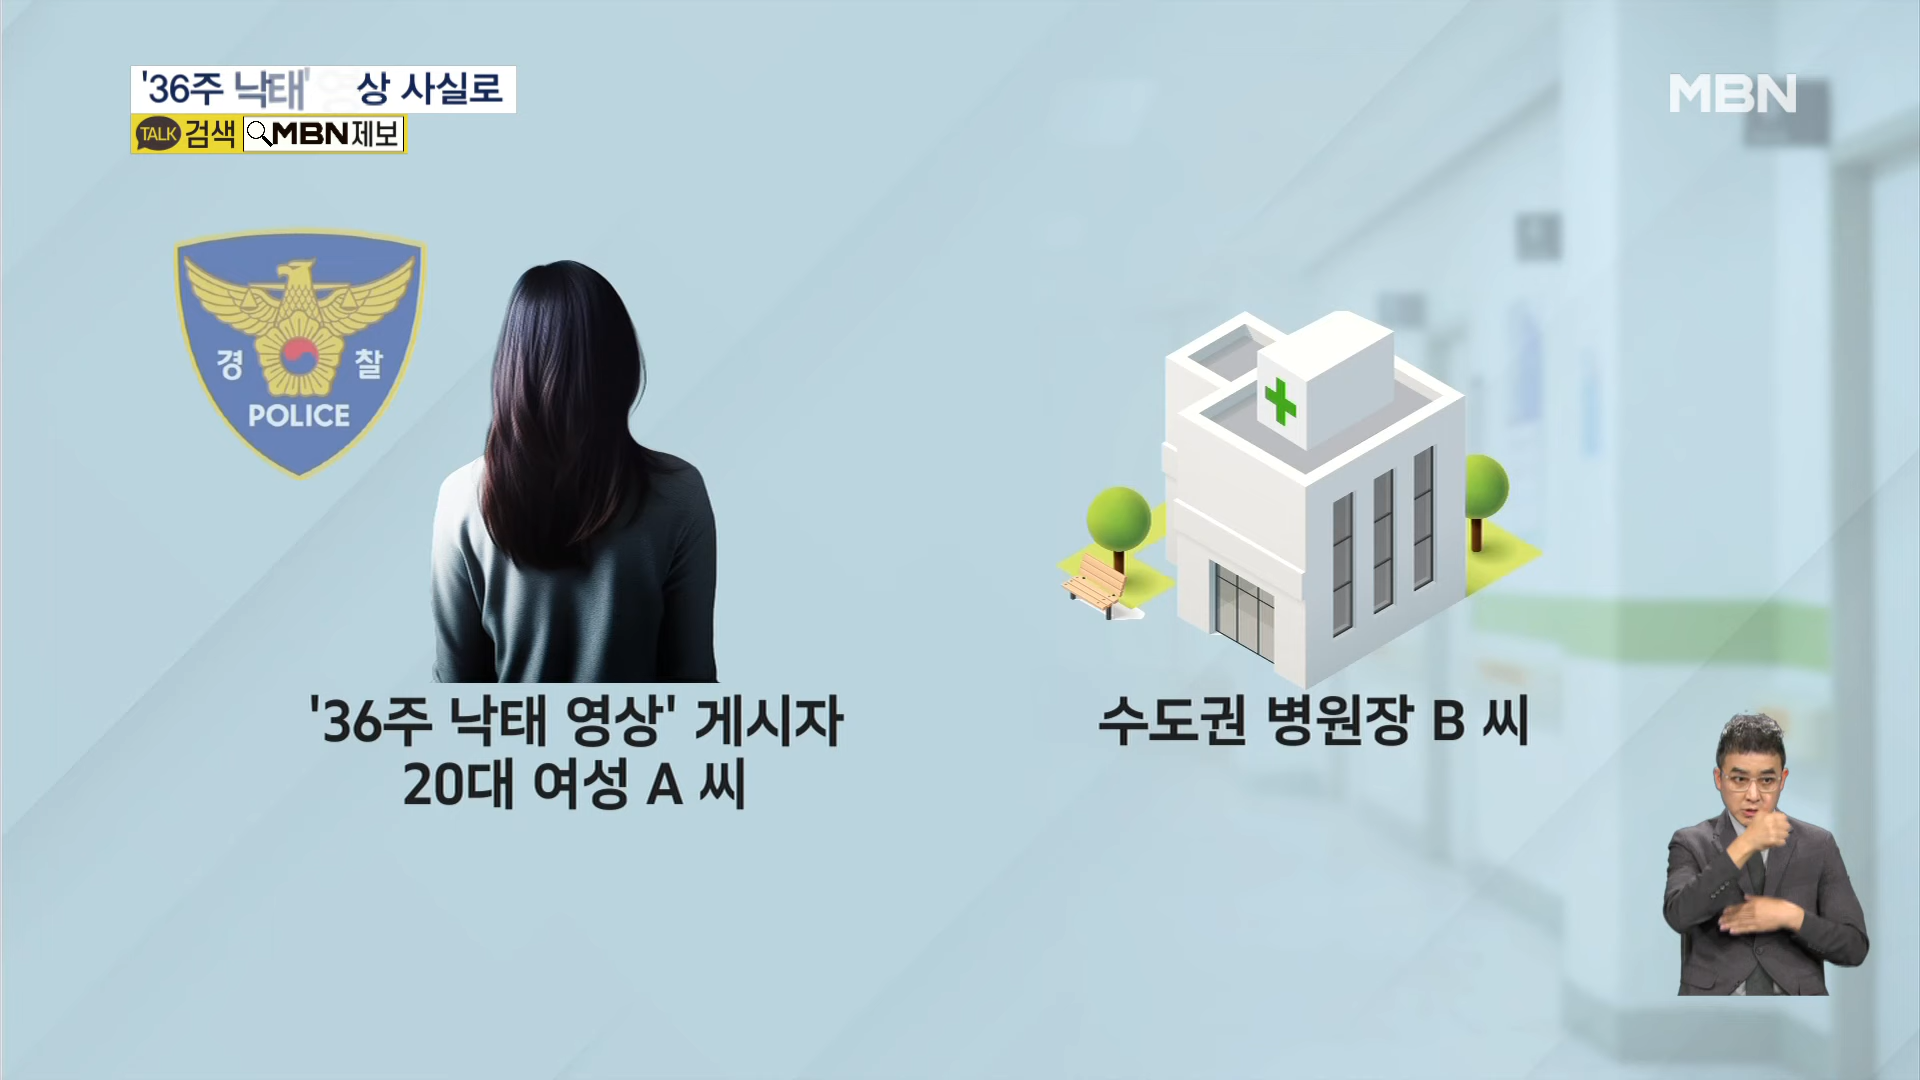 '36주 낙태' 영상 사실로
MBN
TALK 검색 MBN제보
경 찰
POLICE
'36주 낙태 영상' 게시자
20대 여성 A 씨
수도권 병원장 B 씨